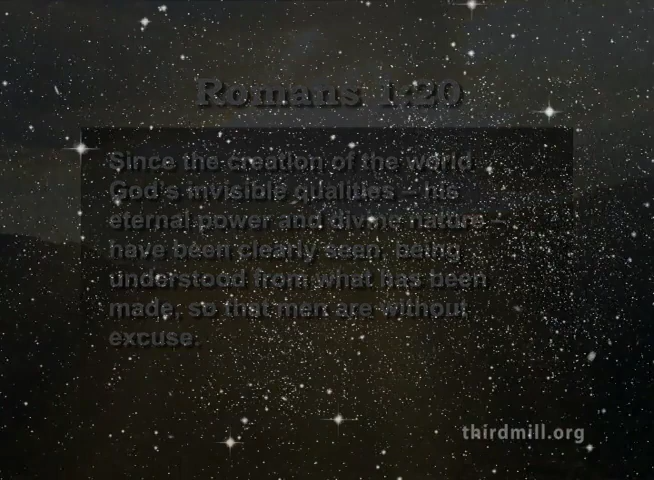 Romans 1:20
Since the creation of the world
God's invisible qualities – his
eternal power and divine nature –
have been clearly seen, being
understood from what has been
made, so that men are without
excuse.
thirdmill.org